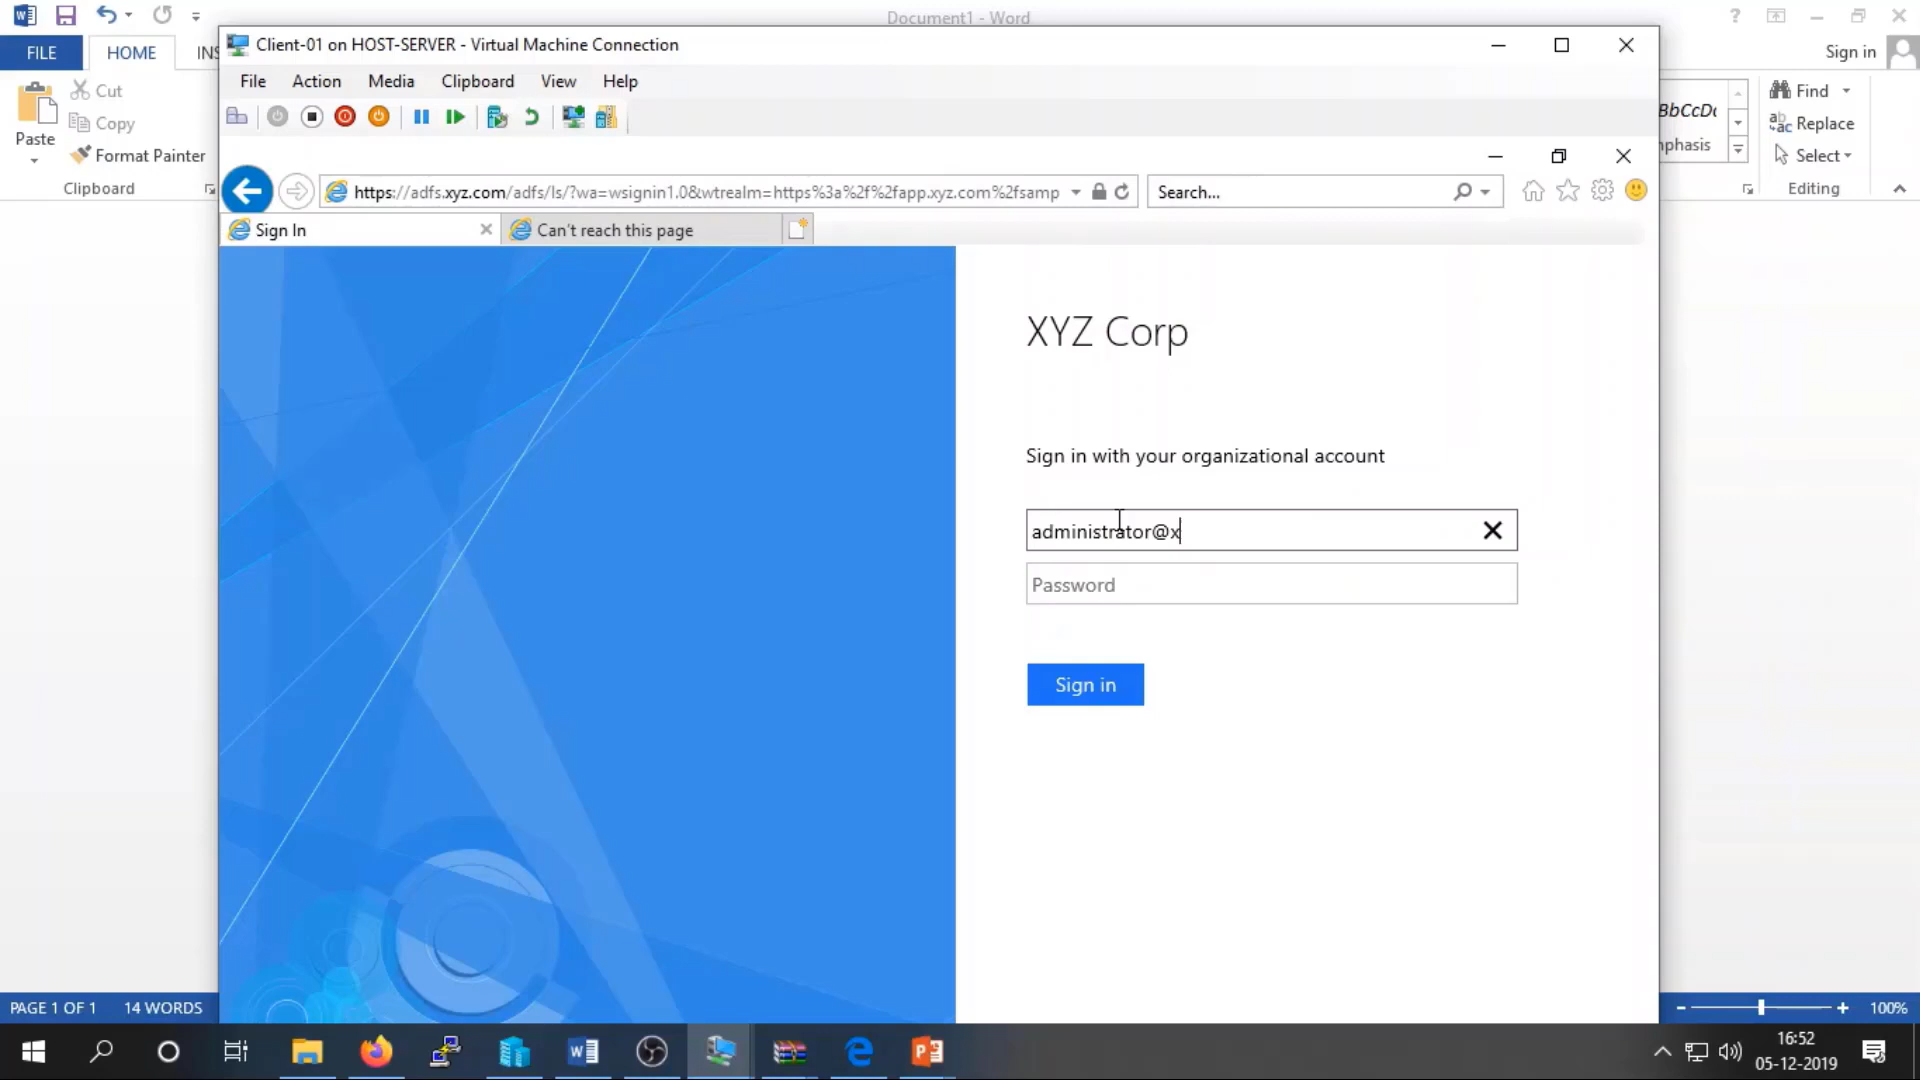 Document1 - Word
FILE
HOME
INS
Sign in
Cut
Copy
Format Painter
Paste
Clipboard
Client-01 on HOST-SERVER - Virtual Machine Connection
File Action Media Clipboard View Help
https://adfs.xyz.com/adfs/ls/?wa=wsignin1.0&wtrealm=https%3a%2f%2fapp.xyz.com%2fsamp
Search...
Sign In
Can't reach this page
XYZ Corp
Sign in with your organizational account
administrator@x
Password
Sign in
BbCcDc
phasis
Find
Replace
Select
Editing
PAGE 1 OF 1 14 WORDS
100%
16:52
05-12-2019